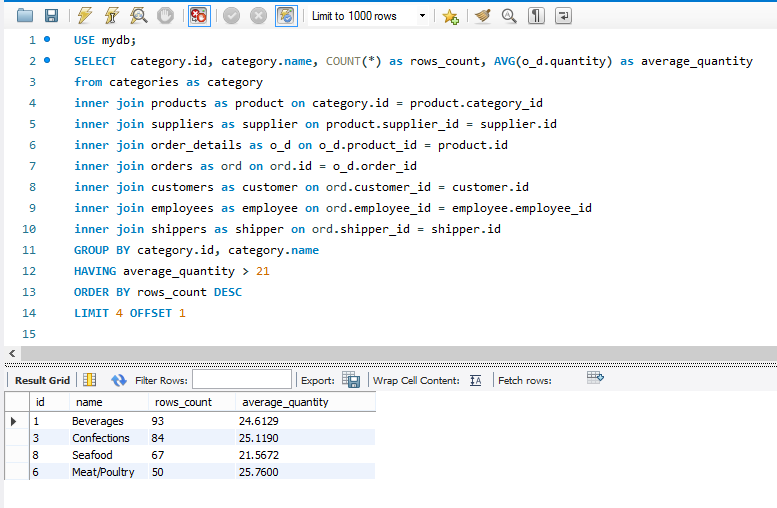 Limit to 1000 rows
1 USE mydb;
2 SELECT  category.id, category.name, COUNT(*) as rows_count, AVG(o_d.quantity) as average_quantity
3 from categories as category
4 inner join products as product on category.id = product.category_id
5 inner join suppliers as supplier on product.supplier_id = supplier.id
6 inner join order_details as o_d on o_d.product_id = product.id
7 inner join orders as ord on ord.id = o_d.order_id
8 inner join customers as customer on ord.customer_id = customer.id
9 inner join employees as employee on ord.employee_id = employee.employee_id
10 inner join shippers as shipper on ord.shipper_id = shipper.id
11 GROUP BY category.id, category.name
12 HAVING average_quantity > 21
13 ORDER BY rows_count DESC
14 LIMIT 4 OFFSET 1
15
Result Grid Filter Rows: Export: Wrap Cell Content: Fetch rows:
id name rows_count average_quantity
1 Beverages 93 24.6129
3 Confections 84 25.1190
8 Seafood 67 21.5672
6 Meat/Poultry 50 25.7600